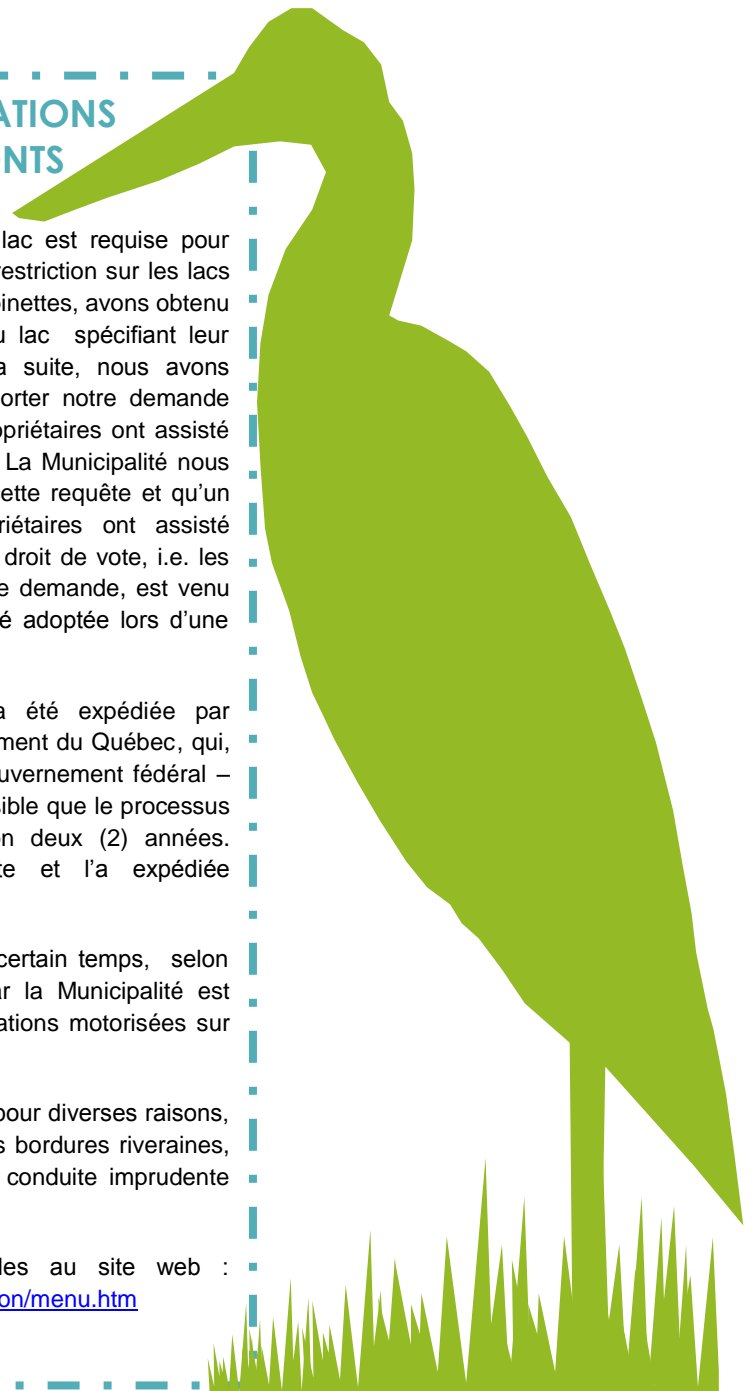 ATIONS
NTS
lac est requise pour
restriction sur les lacs
pinettes, avons obtenu
u lac spécifiant leur
a suite, nous avons
orter notre demande
opriétaires ont assisté
La Municipalité nous
ette requête et qu'un
riétaires ont assisté
droit de vote, i.e. les
e demande, est venu
é adoptée lors d'une
a été expédiée par
ment du Québec, qui,
uvernement fédéral –
sible que le processus
on deux (2) années.
te et l'a expédiée
certain temps, selon
ar la Municipalité est
ations motorisées sur
pour diverses raisons,
s bordures riveraines,
conduite imprudente
les au site web :
on/menu.htm